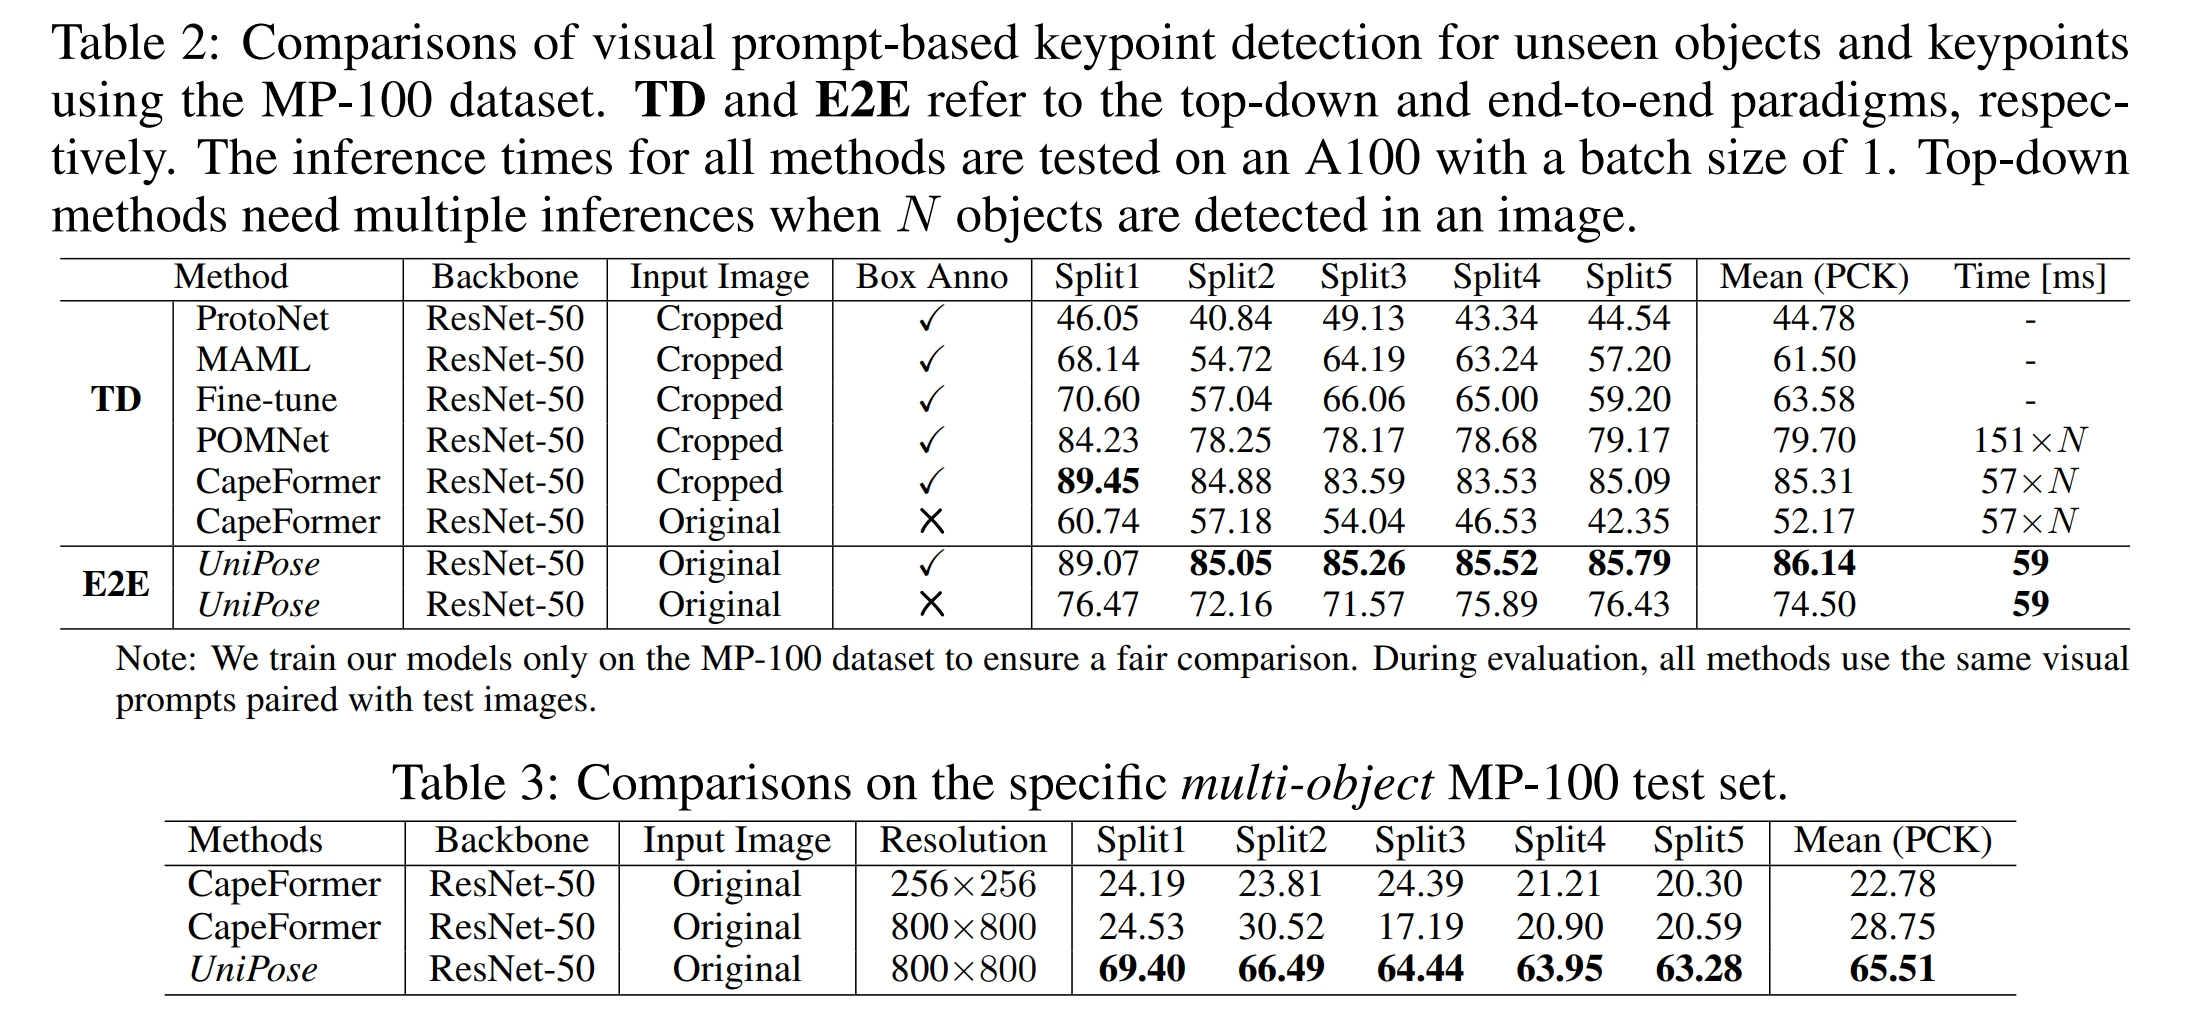 Table 2: Comparisons of visual prompt-based keypoint detection for unseen objects and keypoints
using the MP-100 dataset. TD and E2E refer to the top-down and end-to-end paradigms, respec-
tively. The inference times for all methods are tested on an A100 with a batch size of 1. Top-down
methods need multiple inferences when N objects are detected in an image.
Method Backbone Input Image Box Anno Split1 Split2 Split3 Split4 Split5 Mean (PCK) Time [ms]
ProtoNet ResNet-50 Cropped ✓ 46.05 40.84 49.13 43.34 44.54 44.78 -
MAML ResNet-50 Cropped ✓ 68.14 54.72 64.19 63.24 57.20 61.50 -
TD Fine-tune ResNet-50 Cropped ✓ 70.60 57.04 66.06 65.00 59.20 63.58 -
POMNet ResNet-50 Cropped ✓ 84.23 78.25 78.17 78.68 79.17 79.70 151×N
CapeFormer ResNet-50 Cropped ✓ 89.45 84.88 83.59 83.53 85.09 85.31 57×N
CapeFormer ResNet-50 Original ✗ 60.74 57.18 54.04 46.53 42.35 52.17 57×N
E2E UniPose ResNet-50 Original ✓ 89.07 85.05 85.26 85.52 85.79 86.14 59
UniPose ResNet-50 Original ✗ 76.47 72.16 71.57 75.89 76.43 74.50 59
Note: We train our models only on the MP-100 dataset to ensure a fair comparison. During evaluation, all methods use the same visual
prompts paired with test images.
Table 3: Comparisons on the specific multi-object MP-100 test set.
Methods Backbone Input Image Resolution Split1 Split2 Split3 Split4 Split5 Mean (PCK)
CapeFormer ResNet-50 Original 256×256 24.19 23.81 24.39 21.21 20.30 22.78
CapeFormer ResNet-50 Original 800×800 24.53 30.52 17.19 20.90 20.59 28.75
UniPose ResNet-50 Original 800×800 69.40 66.49 64.44 63.95 63.28 65.51